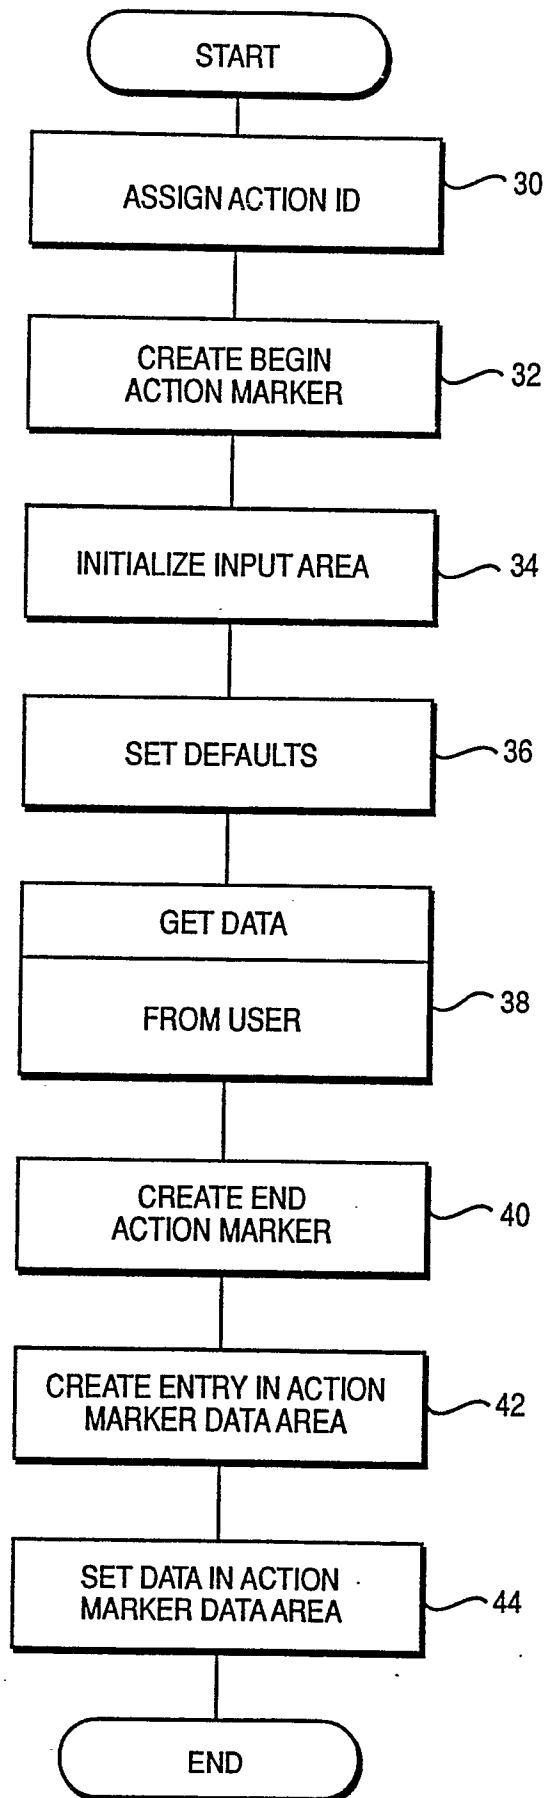 START
ASSIGN ACTION ID
30
CREATE BEGIN
ACTION MARKER
32
INITIALIZE INPUT AREA
34
SET DEFAULTS
36
GET DATA
FROM USER
38
CREATE END
ACTION MARKER
40
CREATE ENTRY IN ACTION
MARKER DATA AREA
42
SET DATA IN ACTION
MARKER DATA AREA
44
END